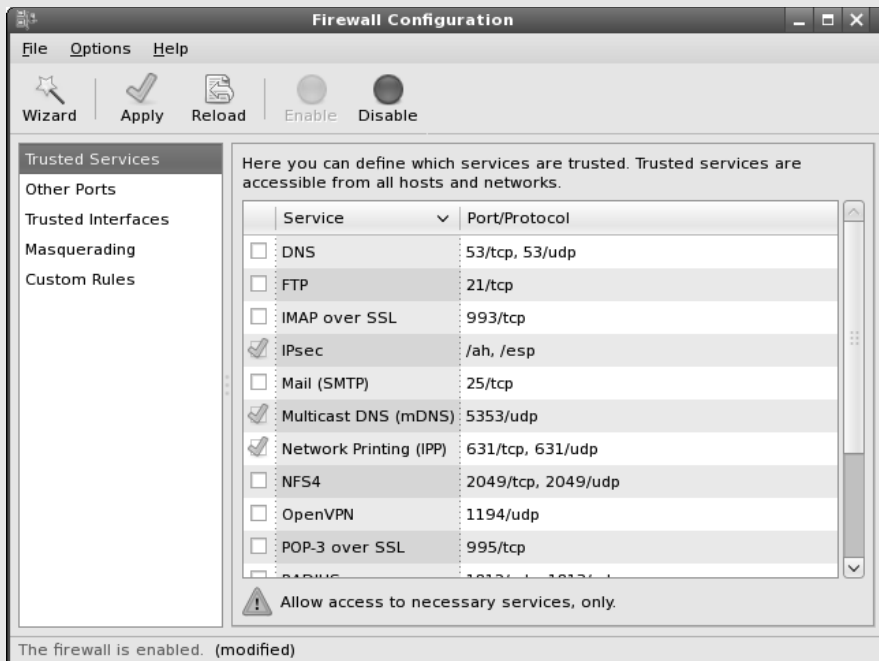 Firewall Configuration
File Options Help
Wizard Apply Reload Enable Disable
Trusted Services
Other Ports
Trusted Interfaces
Masquerading
Custom Rules
Here you can define which services are trusted. Trusted services are
accessible from all hosts and networks.
Service Port/Protocol
DNS 53/tcp, 53/udp
FTP 21/tcp
IMAP over SSL 993/tcp
IPsec /ah, /esp
Mail (SMTP) 25/tcp
Multicast DNS (mDNS) 5353/udp
Network Printing (IPP) 631/tcp, 631/udp
NFS4 2049/tcp, 2049/udp
OpenVPN 1194/udp
POP-3 over SSL 995/tcp
RADIUS
Allow access to necessary services, only.
The firewall is enabled. (modified)